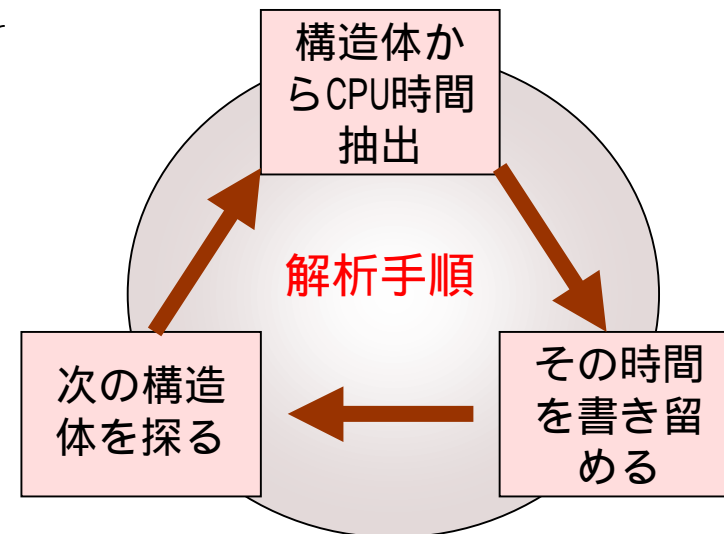 構造体か
らCPU時間
抽出
解析手順
その時間
を書き留
める
次の構造
体を探る